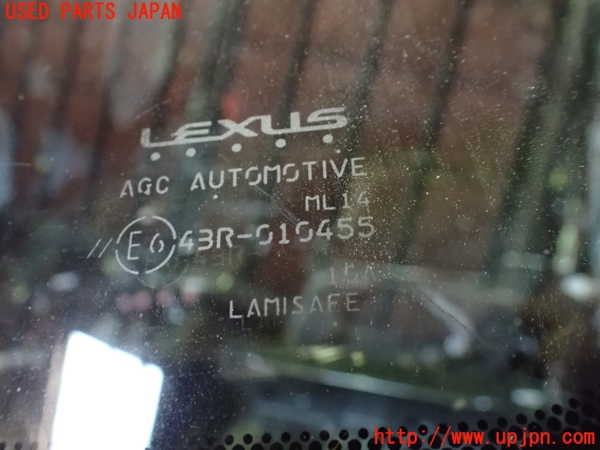 USED PARTS JAPAN
LEXUS
AGC AUTOMOTIVE
ML14
// E6 43R-010455
LAMISAFE
http://www.upjpn.com/